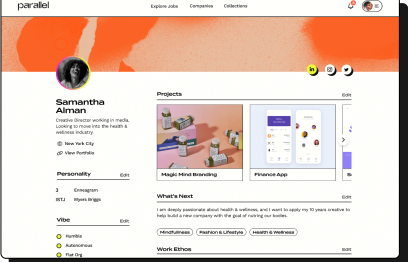 parallel
Explore Jobs Companies Collections
Samantha
Alman
Creative Director working in media.
Looking to move into the health &
wellness industry.
New York City
View Portfolio
Personality Edit
3 Enneagram
ISTJ Myers Briggs
Vibe Edit
Humble
Autonomous
Flat Org
Projects Edit
Magic Mind Branding
Finance App
What's Next Edit
I am deeply passionate about health & wellness, and I want to apply my 10 years creative to
help build a new company with the goal of nutring our bodies.
Mindfulness Fashion & Lifestyle Health & Wellness
Work Ethos Edit